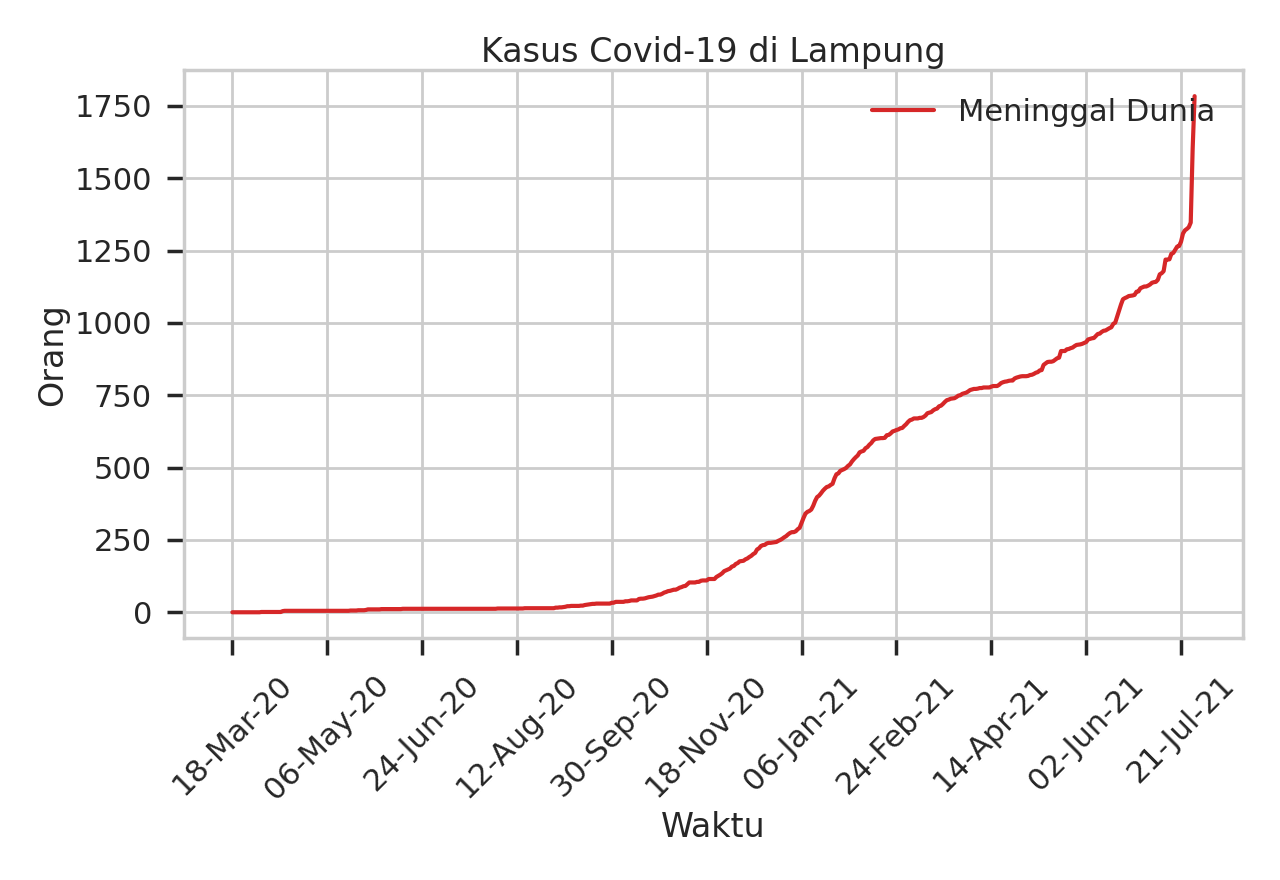 Kasus Covid-19 di Lampung
Meninggal Dunia
Orang
1750
1500
1250
1000
750
500
250
0
18-Mar-20
06-May-20
24-Jun-20
12-Aug-20
30-Sep-20
18-Nov-20
06-Jan-21
24-Feb-21
14-Apr-21
02-Jun-21
21-Jul-21
Waktu